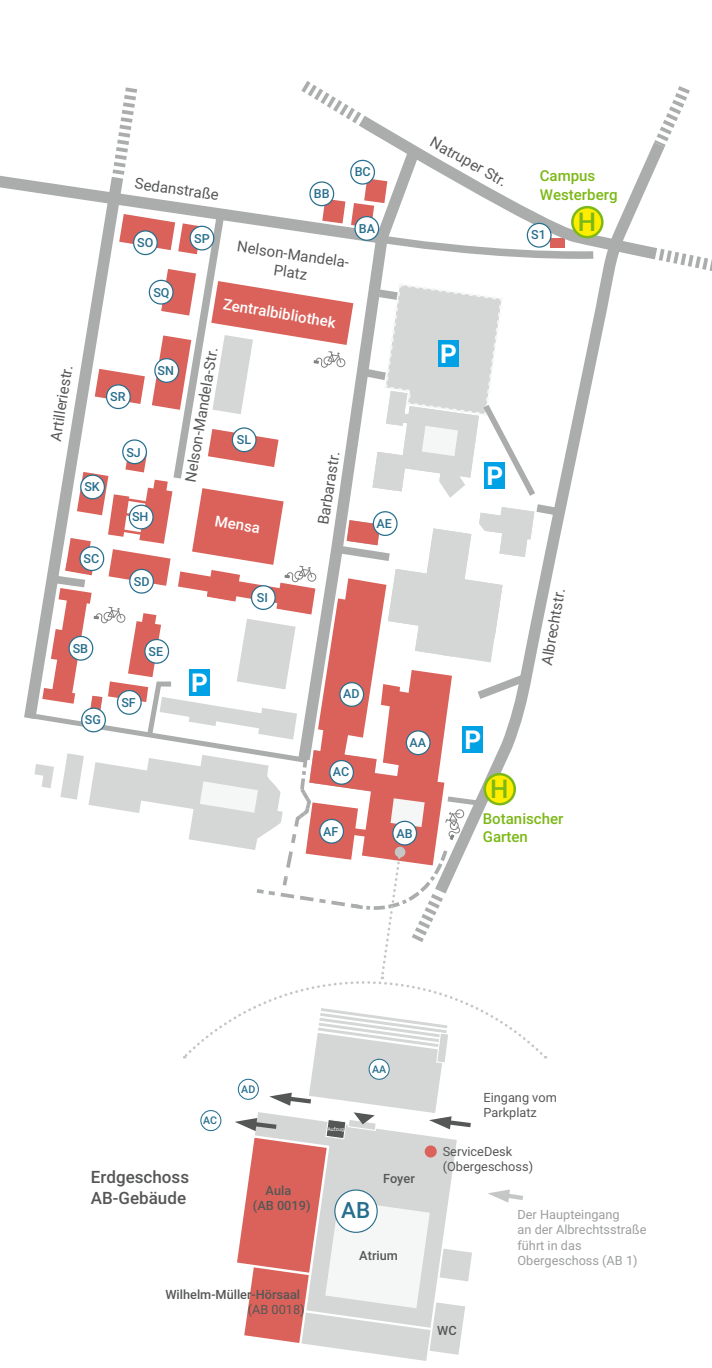 Natruper Str.
Campus
Westerberg
H
S1
BC
BB
BA
Sedanstraße
SO
SP
Nelson-Mandela-
Platz
SQ
Zentralbibliothek
P
SN
SR
Artilleriestr.
Nelson-Mandela-Str.
SL
SJ
Barbarastr.
P
SK
SH
Mensa
AE
SC
SD
SI
Albrechtstr.
SB
SE
P
SF
SG
AD
AA
P
AC
H
Botanischer
Garten
AF
AB
AA
AD
AC
Eingang vom
Parkplatz
ServiceDesk
(Obergeschoss)
Erdgeschoss
AB-Gebäude
Foyer
Aula
(AB 0019)
AB
Der Haupteingang
an der Albrechtsstraße
führt in das
Obergeschoss (AB 1)
Atrium
Wilhelm-Müller-Hörsaal
(AB 0018)
WC